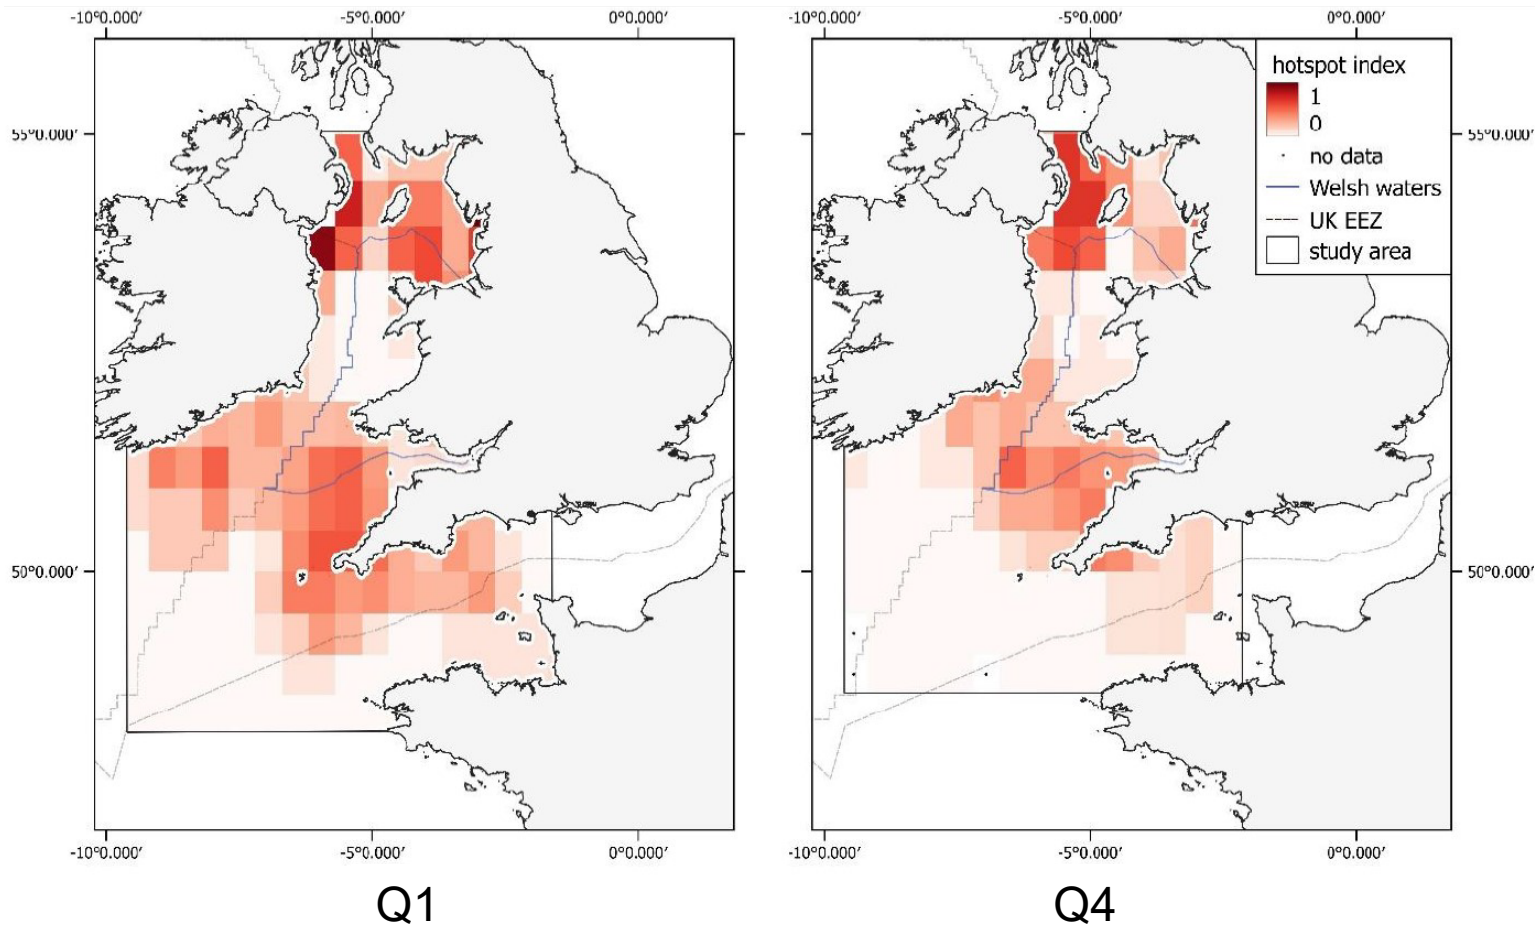 -10°0.000′ -5°0.000′ 0°0.000′ -10°0.000′ -5°0.000′ 0°0.000′
hotspot index
1
0
no data
Welsh waters
UK EEZ
study area
55°0.000′ 55°0.000′
50°0.000′ 50°0.000′
-10°0.000′ -5°0.000′ 0°0.000′ -10°0.000′ -5°0.000′ 0°0.000′
Q1 Q4